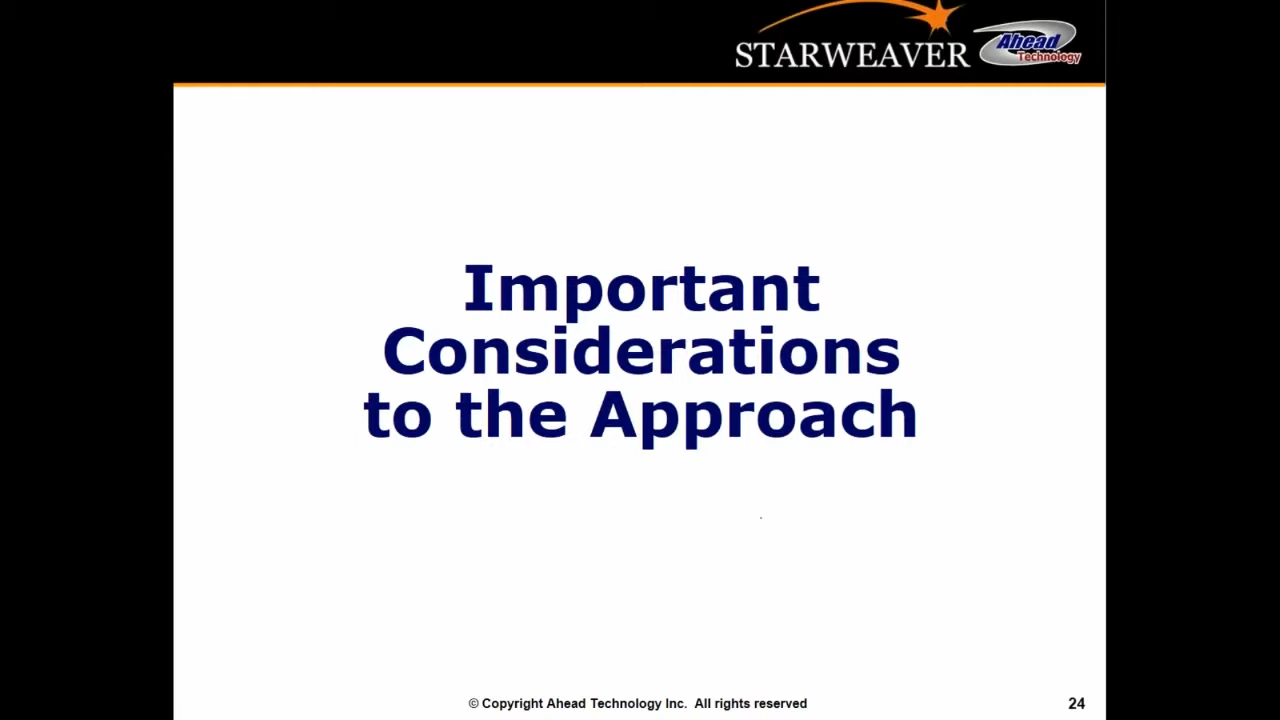 STARWEAVER
Ahead
Technology
Important
Considerations
to the Approach
© Copyright Ahead Technology Inc. All rights reserved
24